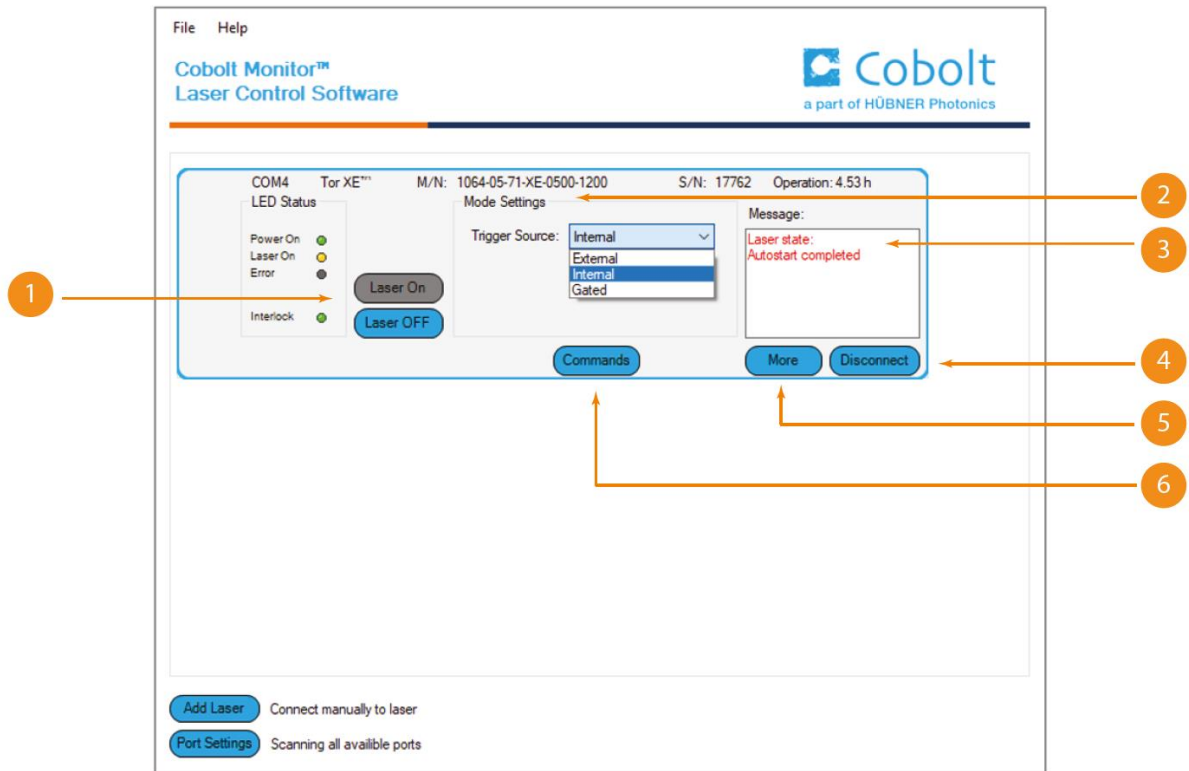 File Help
Cobolt Monitor™
Laser Control Software
Cobolt
a part of HÜBNER Photonics
COM4 Tor XE™ M/N: 1064-05-71-XE-0500-1200 S/N: 17762 Operation: 4.53 h
LED Status
Mode Settings
Message:
Power On
Laser On
Error
Interlock
Laser On
Laser OFF
Trigger Source: Internal
External
Internal
Gated
Laser state:
Autostart completed
Commands
More
Disconnect
1
2
3
4
5
6
Add Laser Connect manually to laser
Port Settings Scanning all availible ports